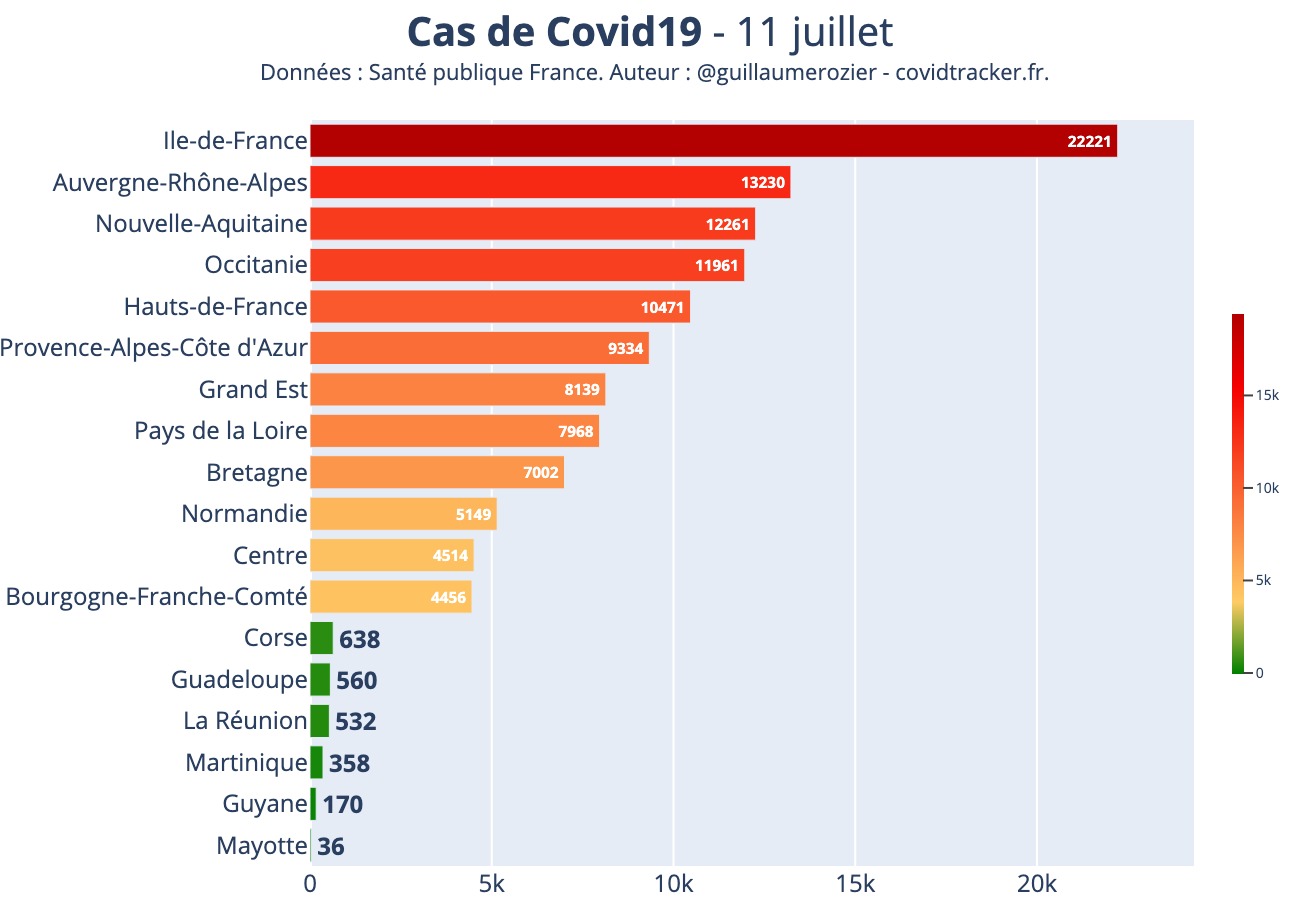 Cas de Covid19 - 11 juillet
Données : Santé publique France. Auteur : @guillaumerozier - covidtracker.fr.
Ile-de-France 22221
Auvergne-Rhône-Alpes 13230
Nouvelle-Aquitaine 12261
Occitanie 11961
Hauts-de-France 10471
Provence-Alpes-Côte d'Azur 9334
Grand Est 8139
Pays de la Loire 7968
Bretagne 7002
Normandie 5149
Centre 4514
Bourgogne-Franche-Comté 4456
Corse 638
Guadeloupe 560
La Réunion 532
Martinique 358
Guyane 170
Mayotte 36
0 5k 10k 15k 20k
15k
10k
5k
0